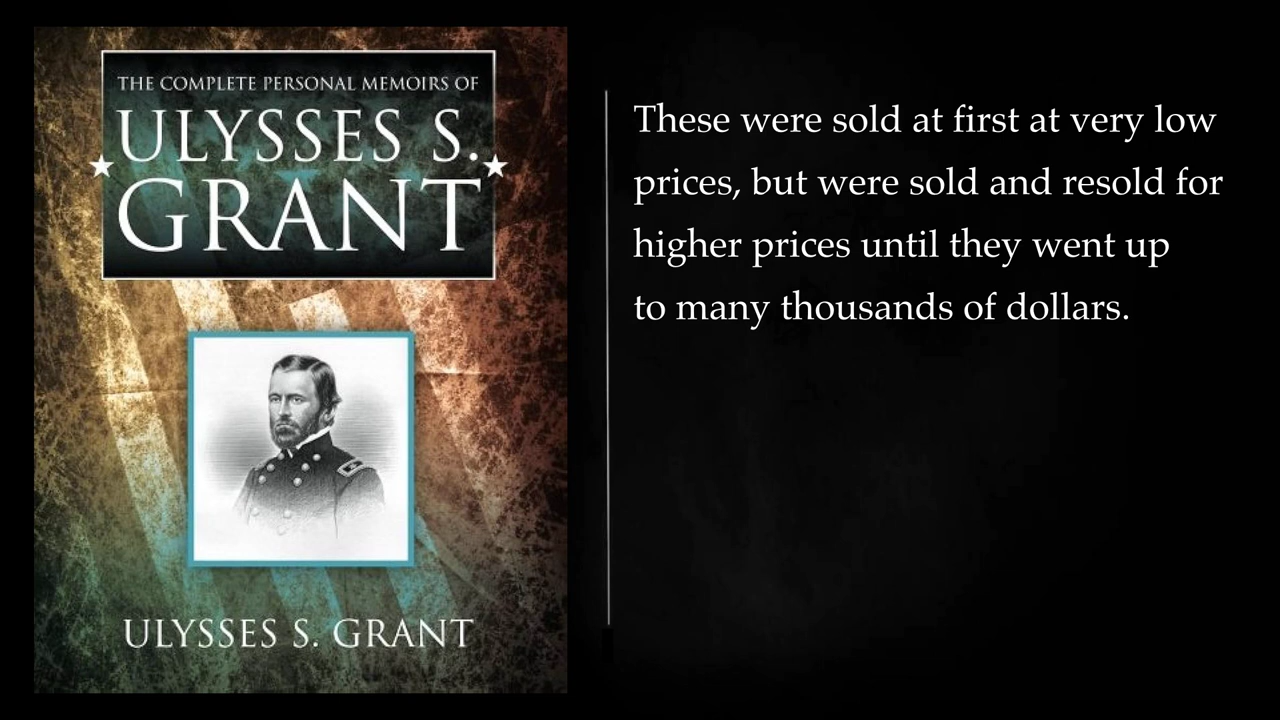 THE COMPLETE PERSONAL MEMOIRS OF
ULYSSES S.
GRANT
ULYSSES S. GRANT
These were sold at first at very low
prices, but were sold and resold for
higher prices until they went up
to many thousands of dollars.